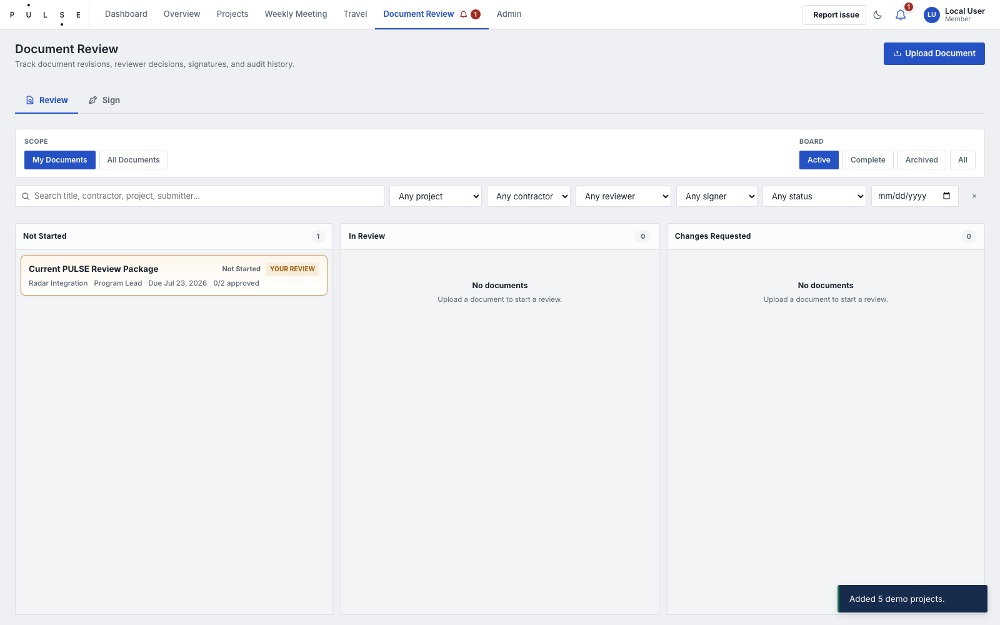 PULSE
Dashboard Overview Projects Weekly Meeting Travel Document Review 1 Admin
Report issue 1 LU Local User
Member
Document Review
Track document revisions, reviewer decisions, signatures, and audit history.
Upload Document
Review Sign
SCOPE
My Documents All Documents
BOARD
Active Complete Archived All
Search title, contractor, project, submitter... Any project Any contractor Any reviewer Any signer Any status mm/dd/yyyy ×
Not Started 1
Current PULSE Review Package Not Started YOUR REVIEW
Radar Integration Program Lead Due Jul 23, 2026 0/2 approved
In Review 0
No documents
Upload a document to start a review.
Changes Requested 0
No documents
Upload a document to start a review.
Added 5 demo projects.